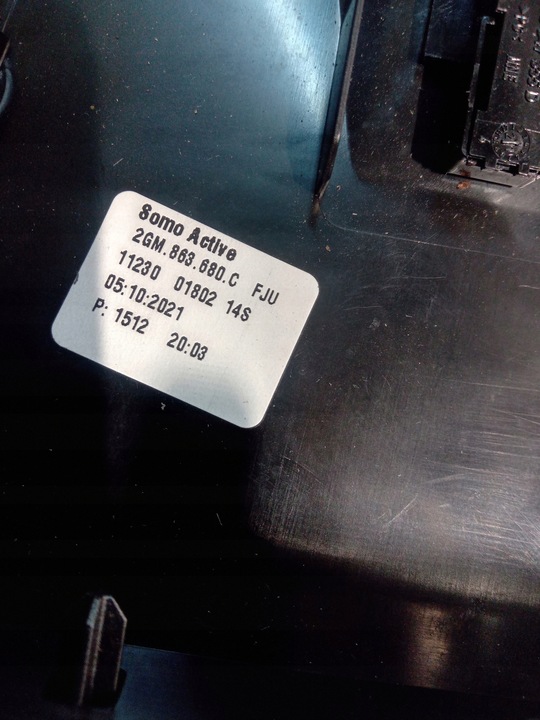 Somo Active
2GM.863.680.C FJU
11230 01802 14S
05:10:2021
P: 1512 20:03